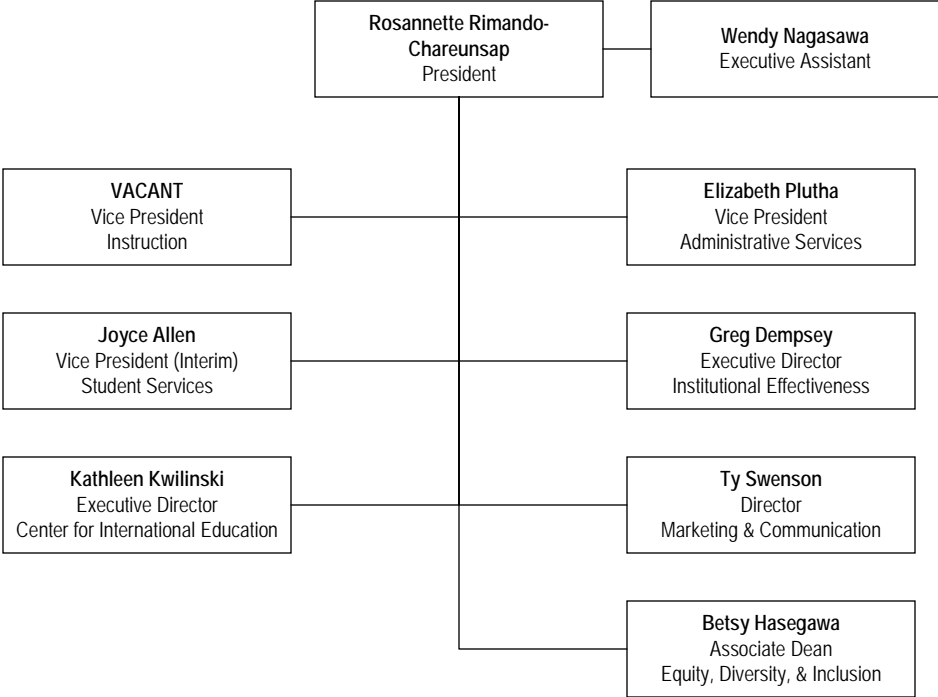 Rosannette Rimando-
Chareunsap
President
Wendy Nagasawa
Executive Assistant
VACANT
Vice President
Instruction
Elizabeth Plutha
Vice President
Administrative Services
Joyce Allen
Vice President (Interim)
Student Services
Greg Dempsey
Executive Director
Institutional Effectiveness
Kathleen Kwilinski
Executive Director
Center for International Education
Ty Swenson
Director
Marketing & Communication
Betsy Hasegawa
Associate Dean
Equity, Diversity, & Inclusion